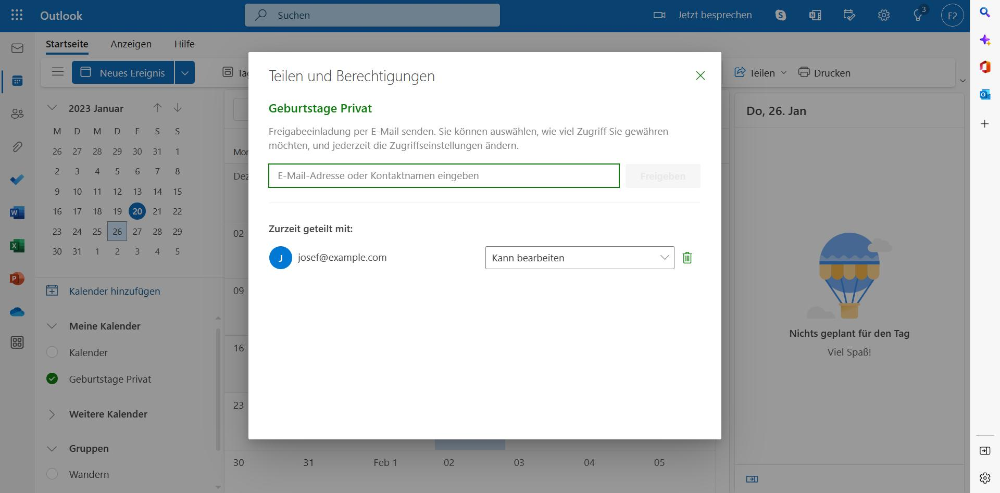 Outlook
Suchen
Jetzt besprechen
3
F2
Startseite
Anzeigen
Hilfe
Neues Ereignis
Tag
Teilen
Drucken
2023 Januar
M D M D F S S
26 27 28 29 30 31 1
2 3 4 5 6 7 8
9 10 11 12 13 14 15
16 17 18 19 20 21 22
23 24 25 26 27 28 29
30 31 1 2 3 4 5
Kalender hinzufügen
Meine Kalender
Kalender
Geburtstage Privat
Weitere Kalender
Gruppen
Wandern
Mon
Dez
02
09
16
23
30 31 Feb 1 02 03 04 05
Teilen und Berechtigungen
Geburtstage Privat
Freigabeeinladung per E-Mail senden. Sie können auswählen, wie viel Zugriff Sie gewähren
möchten, und jederzeit die Zugriffseinstellungen ändern.
E-Mail-Adresse oder Kontaktnamen eingeben
Freigeben
Zurzeit geteilt mit:
J
josef@example.com
Kann bearbeiten
Do, 26. Jan
Nichts geplant für den Tag
Viel Spaß!